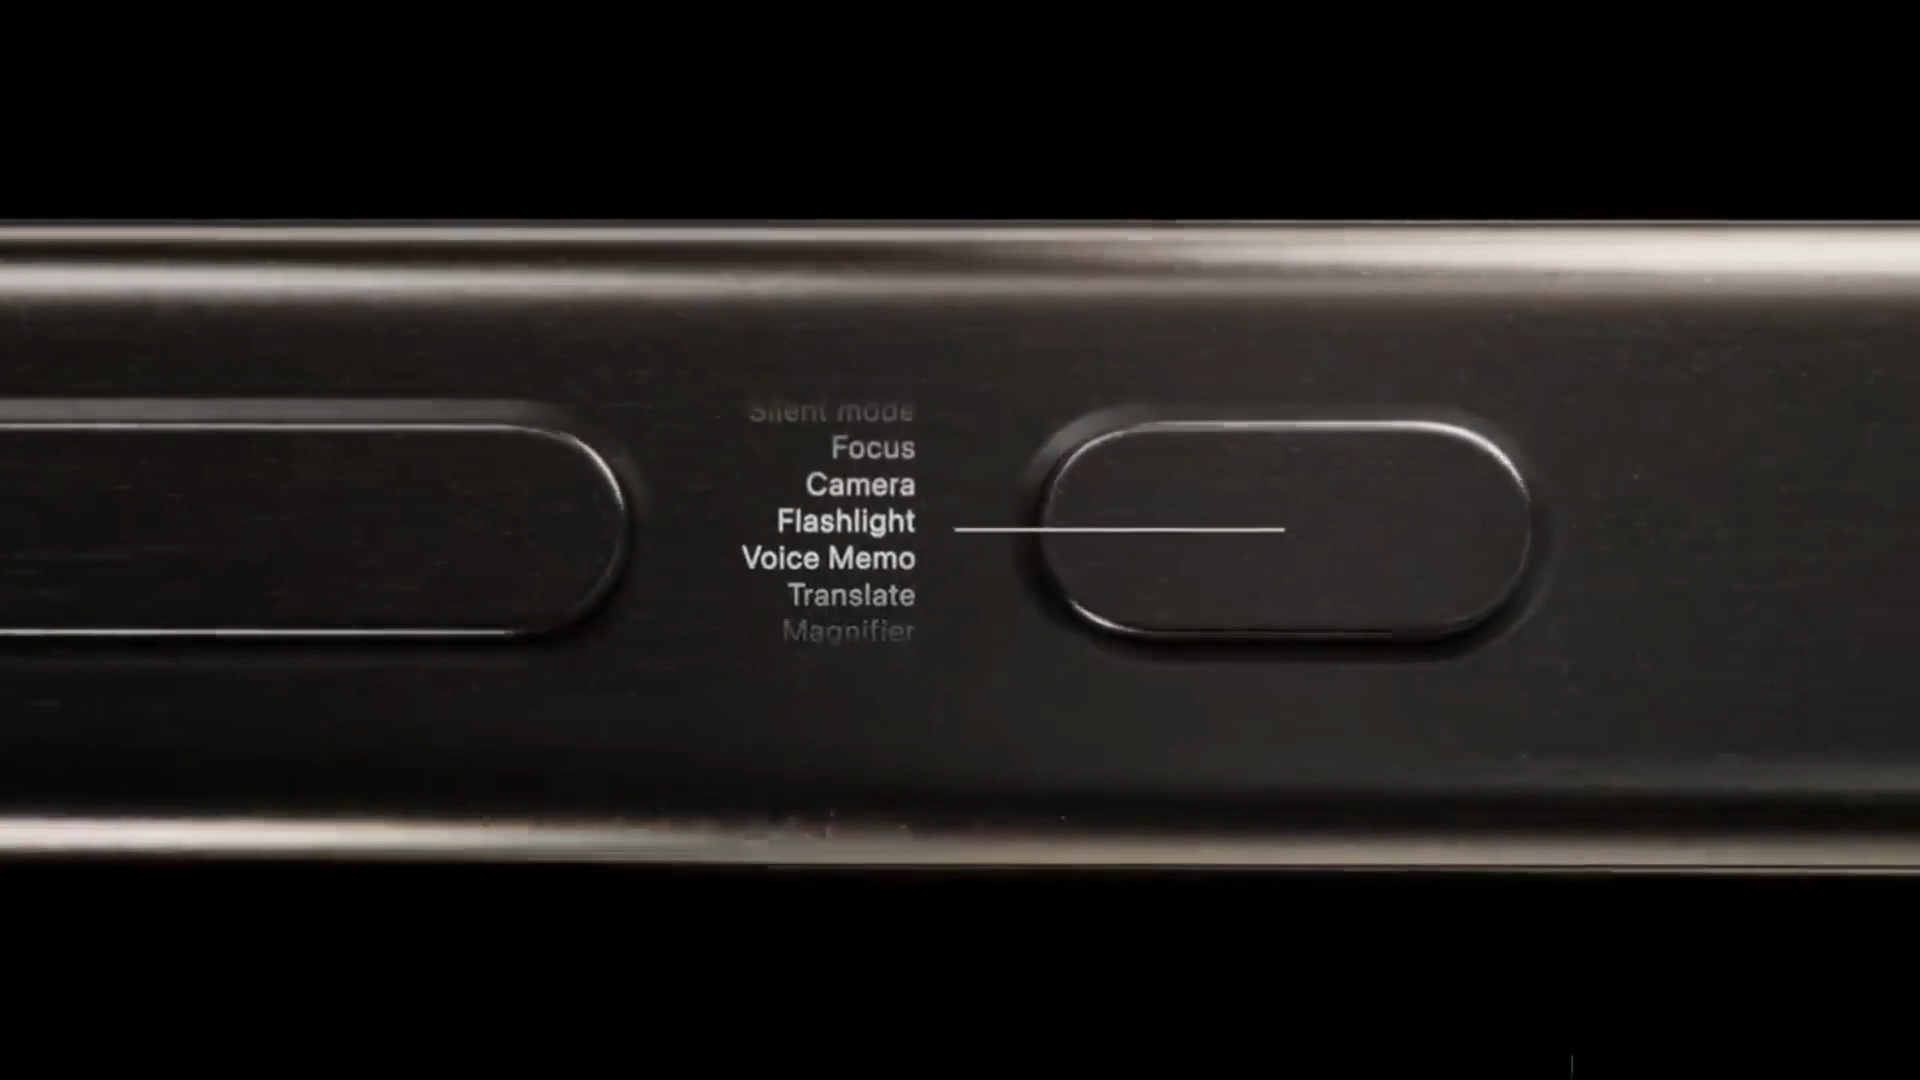 Silent mode
Focus
Camera
Flashlight
Voice Memo
Translate
Magnifier